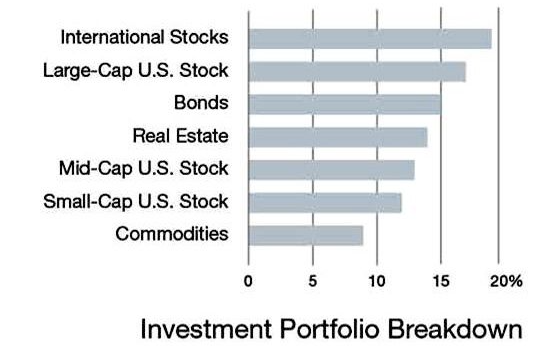 International Stocks
Large-Cap U.S. Stock
Bonds
Real Estate
Mid-Cap U.S. Stock
Small-Cap U.S. Stock
Commodities
0 5 10 15 20%
Investment Portfolio Breakdown